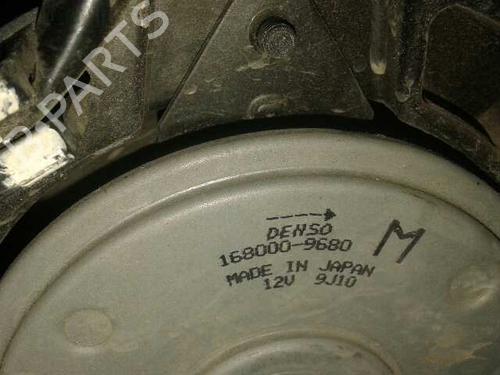 PARTS
DENSO
168000-9680
M
MADE IN JAPAN
12V 9J10